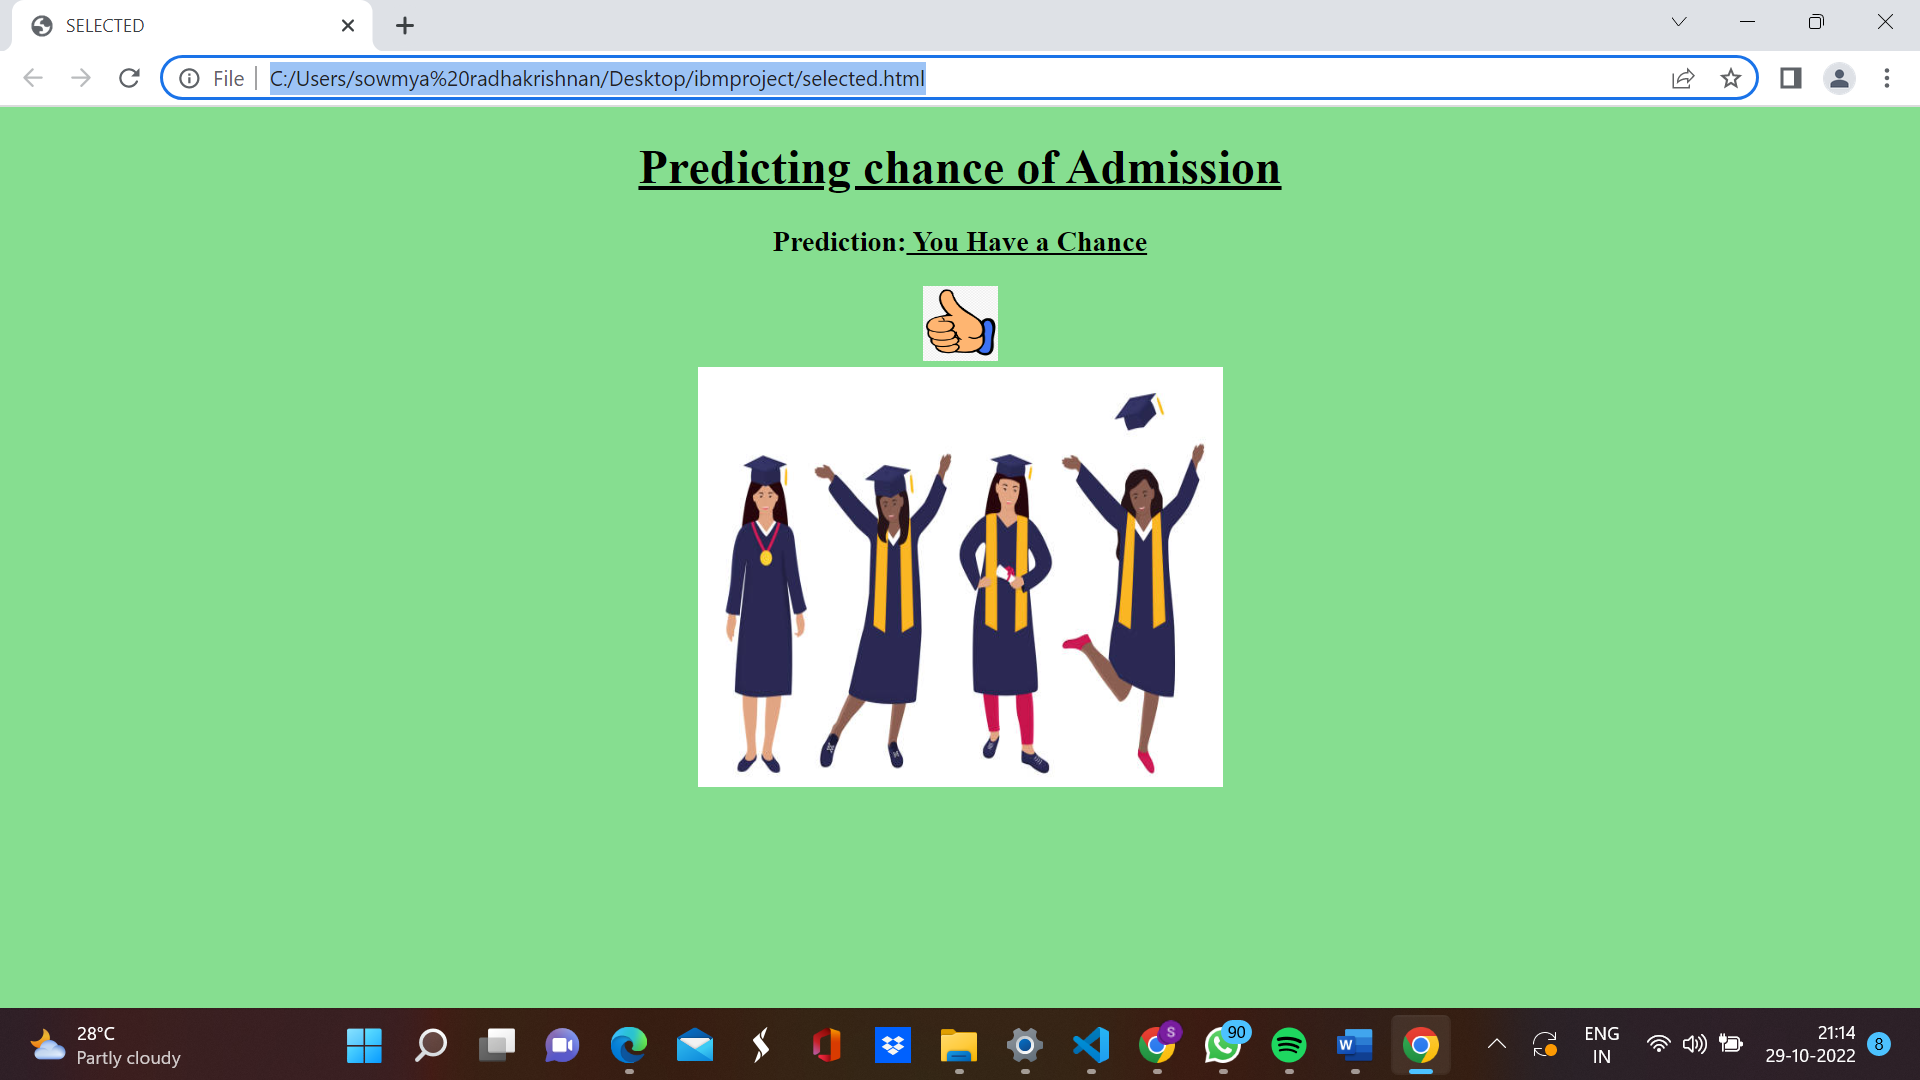 SELECTED
File
C:/Users/sowmya%20radhakrishnan/Desktop/ibmproject/selected.html
Predicting chance of Admission
Prediction: You Have a Chance
28°C
Partly cloudy
S
90
W
ENG
IN
21:14
29-10-2022
8